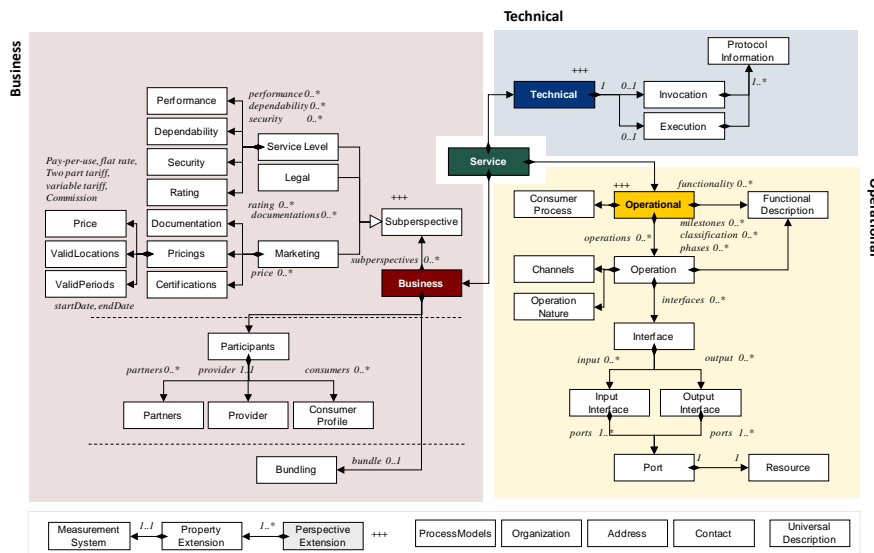 Technical
Business
Protocol
Information
+++
Technical
1
0..1
Invocation
1..*
Execution
0..1
Performance
performance 0..*
dependability 0..*
security 0..*
Dependability
Service Level
Service
Pay-per-use, flat rate,
Two part tariff,
variable tariff,
Commission
Security
Legal
Rating
+++
rating 0..*
documentations 0..*
Subperspective
Price
Documentation
ValidLocations
Pricings
Marketing
price 0..*
subperspectives 0..*
ValidPeriods
Certifications
Business
startDate, endDate
Operational
+++
functionality 0..*
Consumer
Process
Operational
Functional
Description
milestones 0..*
classification 0..*
phases 0..*
operations 0..*
Channels
Operation
Operation
Nature
interfaces 0..*
Participants
Interface
partners 0..*
provider 1..1
consumers 0..*
input 0..*
output 0..*
Partners
Provider
Consumer
Profile
Input
Interface
Output
Interface
ports 1..*
ports 1..*
Bundling
bundle 0..1
Port
1
1
Resource
Measurement
System
1..1
Property
Extension
1..*
Perspective
Extension
+++
ProcessModels
Organization
Address
Contact
Universal
Description